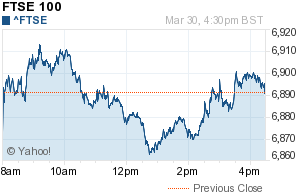 FTSE 100
^FTSE Mar 30, 4:30pm BST
6,920
6,910
6,900
6,890
6,880
6,870
6,860
© Yahoo!
8am 10am 12pm 2pm 4pm
Previous Close